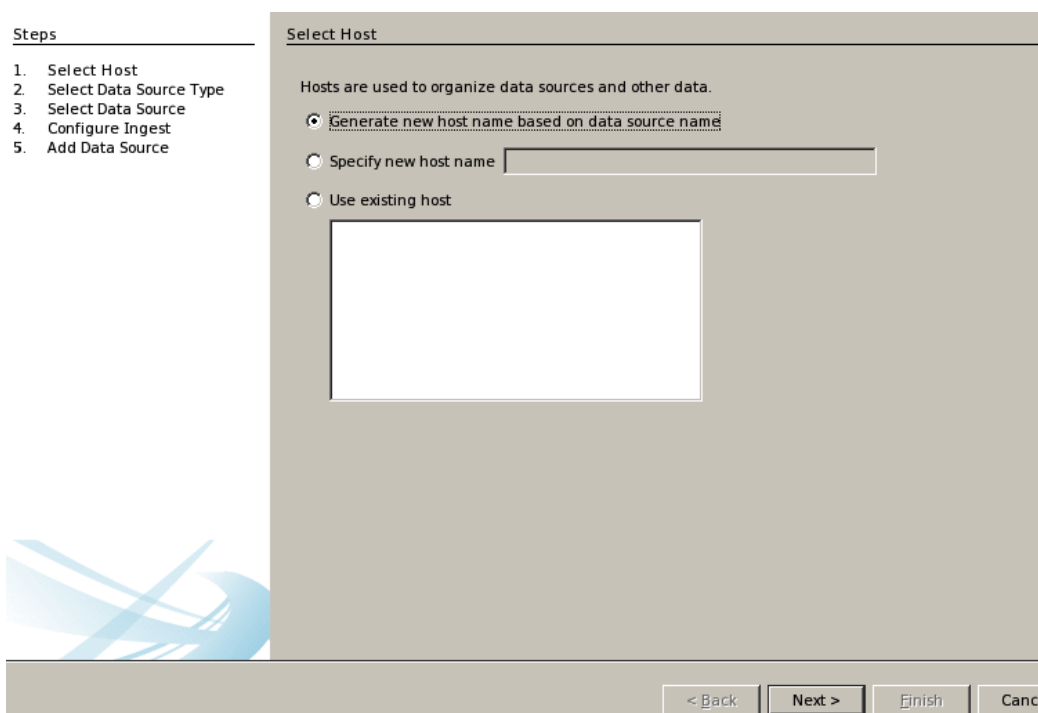 Steps
1. Select Host
2. Select Data Source Type
3. Select Data Source
4. Configure Ingest
5. Add Data Source
Select Host
Hosts are used to organize data sources and other data.
Generate new host name based on data source name
Specify new host name
Use existing host
< Back Next > Finish Canc